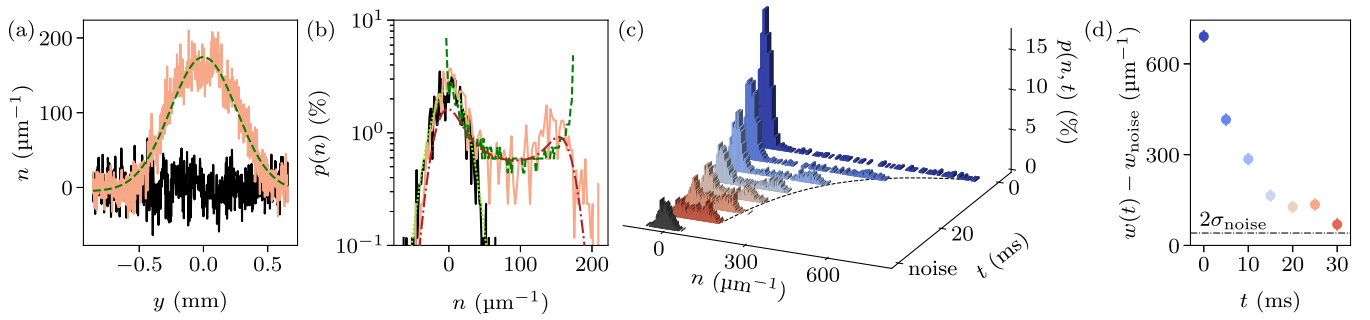 (a)
200
100
0
n (µm⁻¹)
−0.5
0.0
0.5
y (mm)
(b)
10¹
10⁰
10⁻¹
p(n) (%)
0
100
200
n (µm⁻¹)
(c)
15
10
5
0
p(n, t) (%)
0
20
noise
t (ms)
0
300
600
n (µm⁻¹)
(d)
600
300
0
w(t) − w_noise (µm⁻¹)
2σ_noise
0
10
20
30
t (ms)